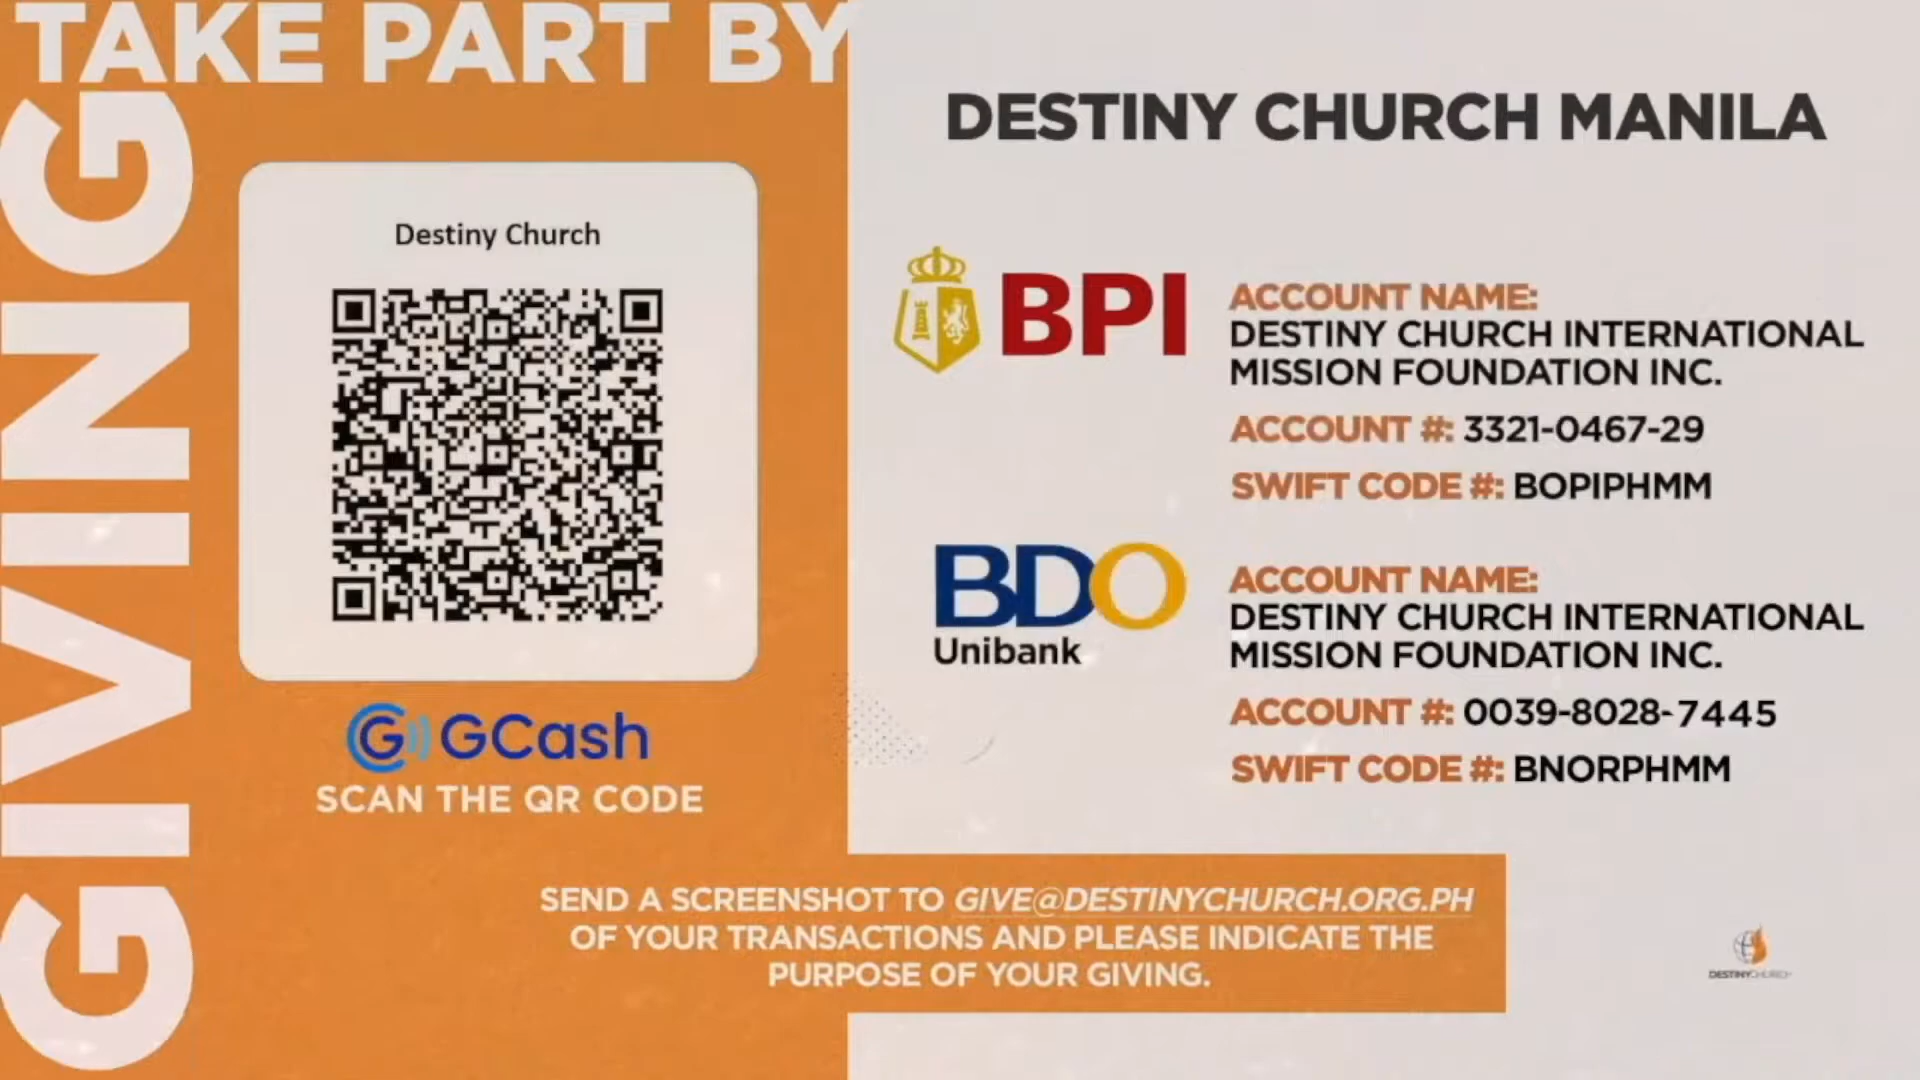 TAKE PART BY
GIVING
Destiny Church
GCash
SCAN THE QR CODE
DESTINY CHURCH MANILA
BPI
ACCOUNT NAME:
DESTINY CHURCH INTERNATIONAL
MISSION FOUNDATION INC.
ACCOUNT #: 3321-0467-29
SWIFT CODE #: BOPIPHMM
BDO
Unibank
ACCOUNT NAME:
DESTINY CHURCH INTERNATIONAL
MISSION FOUNDATION INC.
ACCOUNT #: 0039-8028-7445
SWIFT CODE #: BNORPHMM
SEND A SCREENSHOT TO GIVE@DESTINYCHURCH.ORG.PH
OF YOUR TRANSACTIONS AND PLEASE INDICATE THE
PURPOSE OF YOUR GIVING.
DESTINYCHURCH